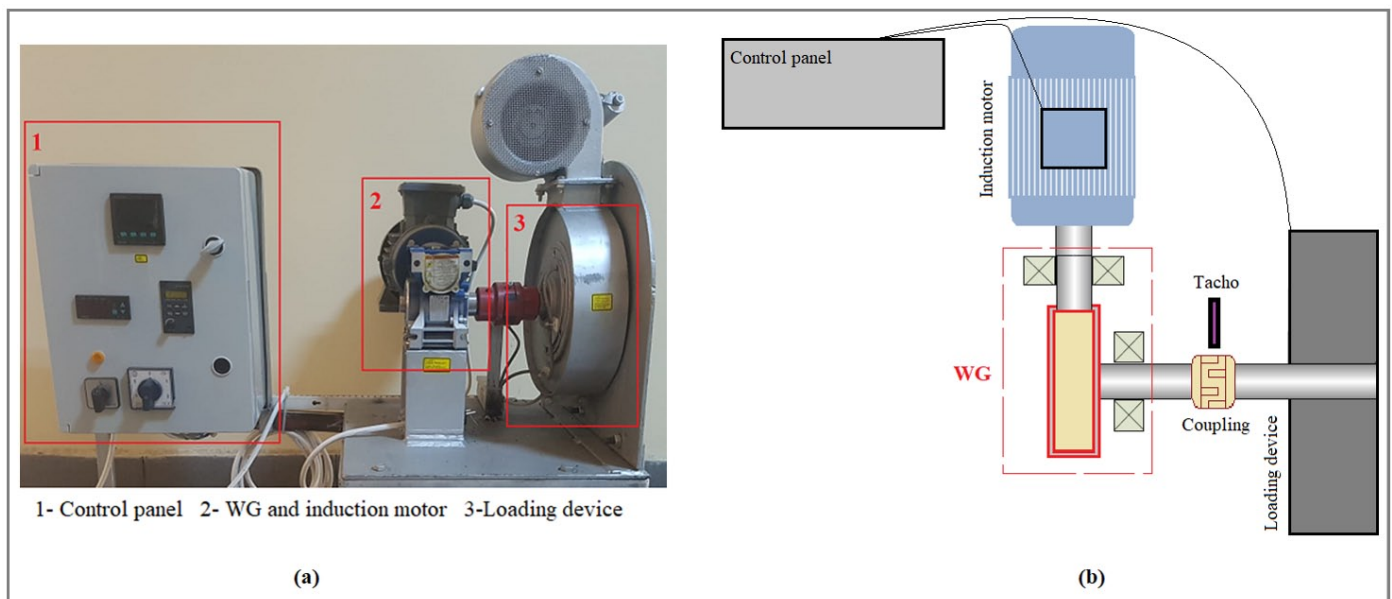 1
2
3
1- Control panel 2- WG and induction motor 3-Loading device
(a)
Control panel
Induction motor
WG
Tacho
Coupling
Loading device
(b)